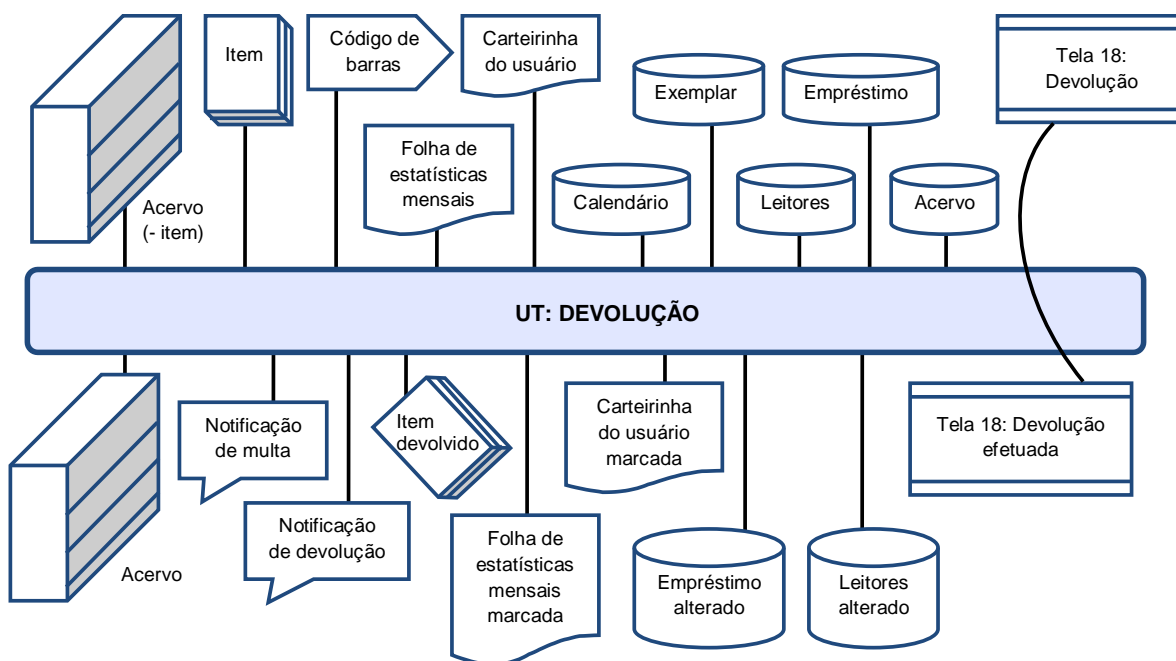 Item
Código de
barras
Carteirinha
do usuário
Tela 18:
Devolução
Exemplar
Empréstimo
Folha de
estatísticas
mensais
Acervo
(- item)
Calendário
Leitores
Acervo
UT: DEVOLUÇÃO
Notificação
de multa
Item
devolvido
Carteirinha
do usuário
marcada
Tela 18: Devolução
efetuada
Notificação
de devolução
Folha de
estatísticas
mensais
marcada
Acervo
Empréstimo
alterado
Leitores
alterado